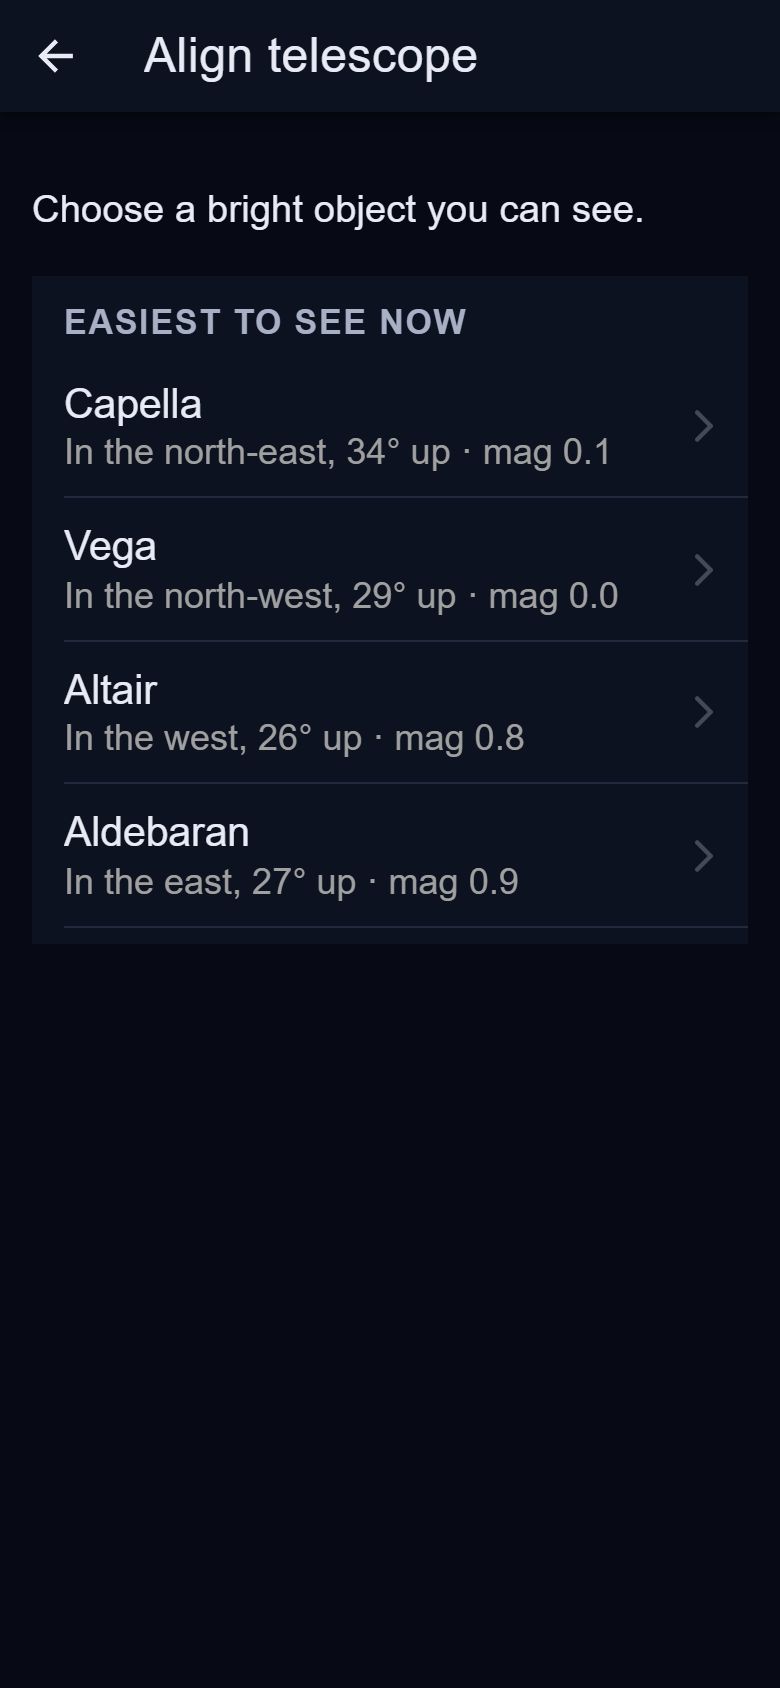 Align telescope
Choose a bright object you can see.
EASIEST TO SEE NOW
Capella
In the north-east, 34° up · mag 0.1
Vega
In the north-west, 29° up · mag 0.0
Altair
In the west, 26° up · mag 0.8
Aldebaran
In the east, 27° up · mag 0.9